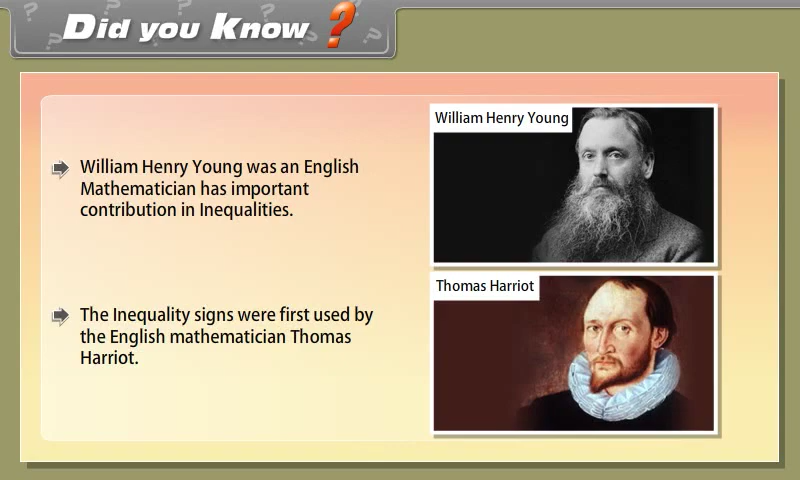 Did you Know ?
William Henry Young
William Henry Young was an English
Mathematician has important
contribution in Inequalities.
Thomas Harriot
The Inequality signs were first used by
the English mathematician Thomas
Harriot.